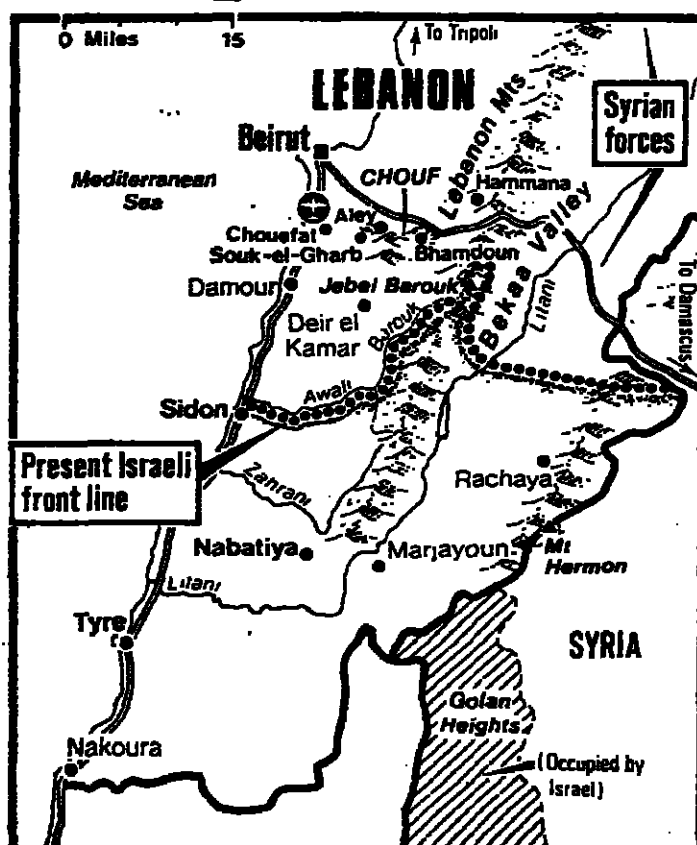 0 Miles 15
To Tripoli
LEBANON
Lebanon Mts
Syrian
forces
Beirut
Mediterranean
Sea
CHOUF
Hammana
Aley
Chouefat
Souk-el-Gharb
Bhamdoun
Bekaa Valley
Litani
To Damascus
Damour
Jebel Barouk
Deir el
Kamar
Barouk
Awali
Sidon
Present Israeli
front line
Zahrani
Rachaya
Nabatiya
Marjayoun
Mt
Hermon
Litani
Tyre
SYRIA
Golan
Heights
Nakoura
(Occupied by
Israel)